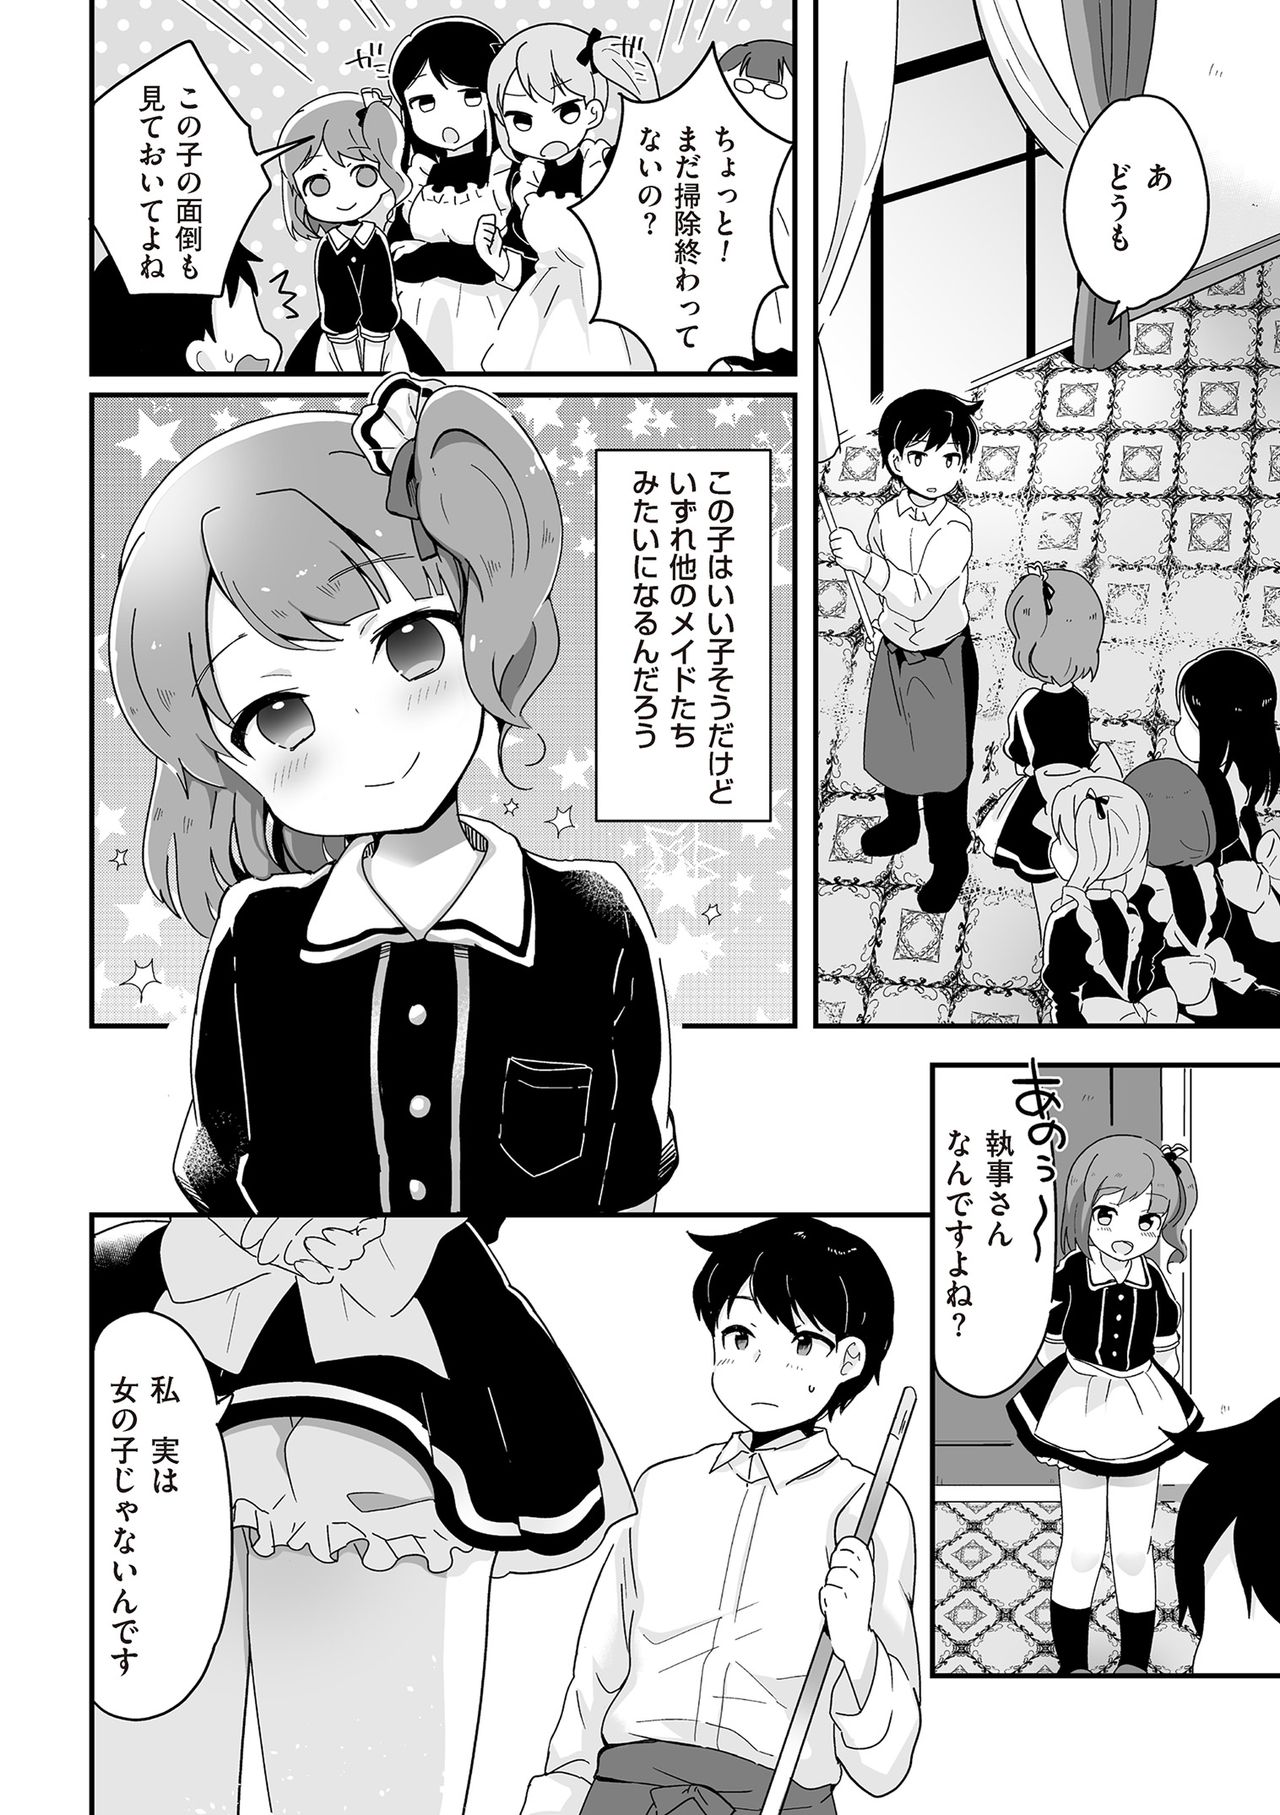 あ
どうも
ちょっと！
まだ掃除終わって
ないの？
ザッ
ザッ
この子の面倒も
見ておいてよね
この子はいい子そうだけど
いずれ他のメイドたち
みたいになるんだろう
あのぅ〜
執事さん
なんですよね？
私　実は
女の子じゃないんです